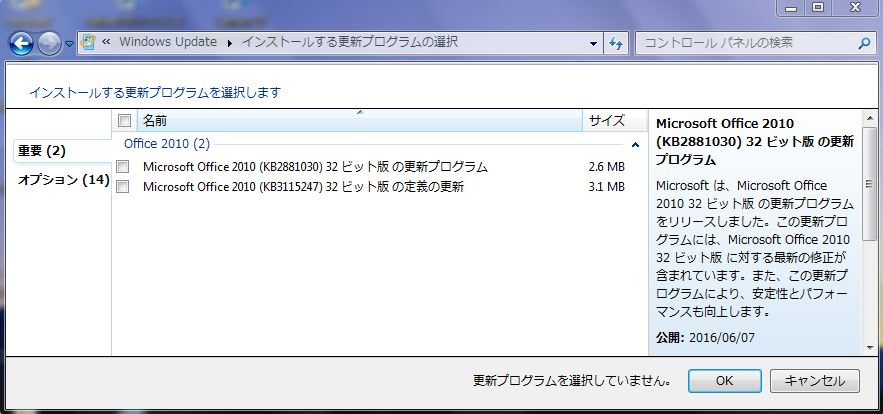 « Windows Update ▸ インストールする更新プログラムの選択
コントロール パネルの検索
インストールする更新プログラムを選択します
重要 (2)
オプション (14)
名前 サイズ
Office 2010 (2)
Microsoft Office 2010 (KB2881030) 32 ビット版 の更新プログラム 2.6 MB
Microsoft Office 2010 (KB3115247) 32 ビット版 の定義の更新 3.1 MB
Microsoft Office 2010
(KB2881030) 32 ビット版 の更新
プログラム
Microsoft は、Microsoft Office
2010 32 ビット版 の更新プログラム
をリリースしました。この更新プロ
グラムには、Microsoft Office 2010
32 ビット版 に対する最新の修正が
含まれています。また、この更新プ
ログラムにより、安定性とパフォー
マンスも向上します。
公開: 2016/06/07
更新プログラムを選択していません。 OK キャンセル